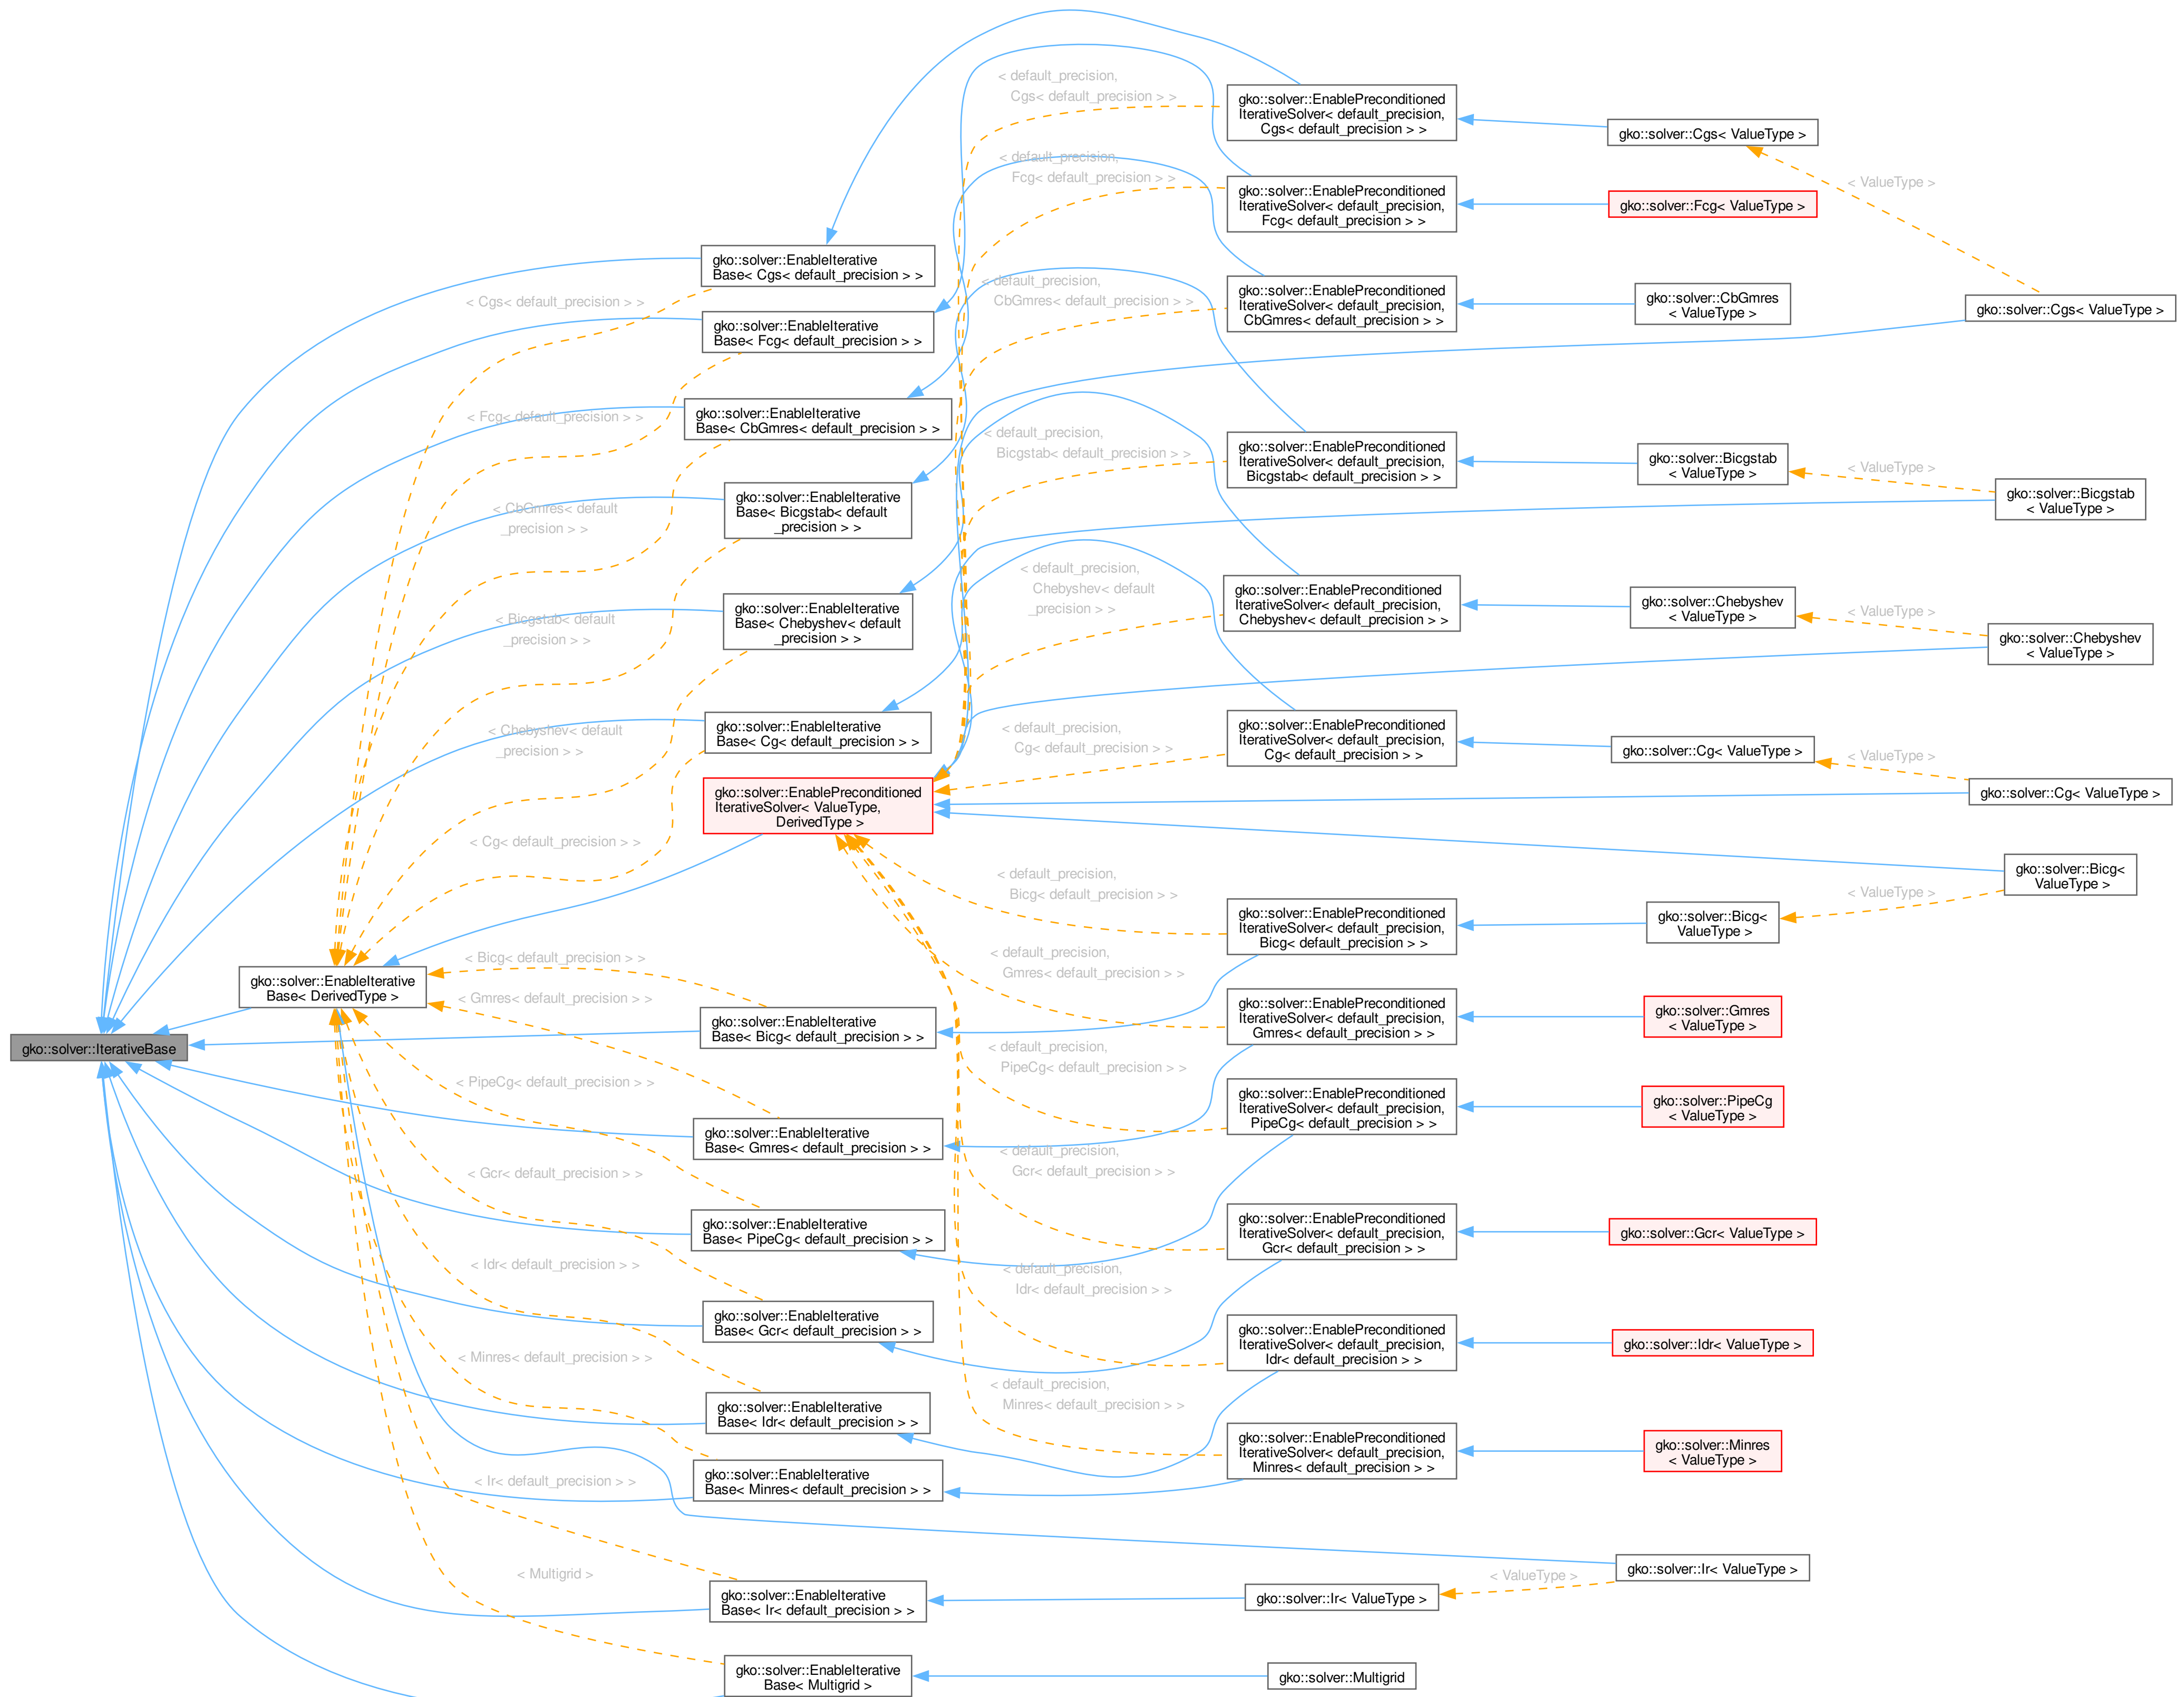 gko::solver::IterativeBase
gko::solver::EnableIterative
Base< DerivedType >
< Cgs< default_precision > >
< Fcg< default_precision > >
< CbGmres< default
_precision > >
< Bicgstab< default
_precision > >
< Chebyshev< default
_precision > >
< Cg< default_precision > >
< Bicg< default_precision > >
< Gmres< default_precision > >
< PipeCg< default_precision > >
< Gcr< default_precision > >
< Idr< default_precision > >
< Minres< default_precision > >
< Ir< default_precision > >
< Multigrid >
gko::solver::EnableIterative
Base< Cgs< default_precision > >
gko::solver::EnableIterative
Base< Fcg< default_precision > >
gko::solver::EnableIterative
Base< CbGmres< default_precision > >
gko::solver::EnableIterative
Base< Bicgstab< default
_precision > >
gko::solver::EnableIterative
Base< Chebyshev< default
_precision > >
gko::solver::EnableIterative
Base< Cg< default_precision > >
gko::solver::EnablePreconditioned
IterativeSolver< ValueType,
DerivedType >
gko::solver::EnableIterative
Base< Bicg< default_precision > >
gko::solver::EnableIterative
Base< Gmres< default_precision > >
gko::solver::EnableIterative
Base< PipeCg< default_precision > >
gko::solver::EnableIterative
Base< Gcr< default_precision > >
gko::solver::EnableIterative
Base< Idr< default_precision > >
gko::solver::EnableIterative
Base< Minres< default_precision > >
gko::solver::EnableIterative
Base< Ir< default_precision > >
gko::solver::EnableIterative
Base< Multigrid >
< default_precision,
Cgs< default_precision > >
< default_precision,
Fcg< default_precision > >
< default_precision,
CbGmres< default_precision > >
< default_precision,
Bicgstab< default_precision > >
< default_precision,
Chebyshev< default
_precision > >
< default_precision,
Cg< default_precision > >
< default_precision,
Bicg< default_precision > >
< default_precision,
Gmres< default_precision > >
< default_precision,
PipeCg< default_precision > >
< default_precision,
Gcr< default_precision > >
< default_precision,
Idr< default_precision > >
< default_precision,
Minres< default_precision > >
gko::solver::EnablePreconditioned
IterativeSolver< default_precision,
Cgs< default_precision > >
gko::solver::EnablePreconditioned
IterativeSolver< default_precision,
Fcg< default_precision > >
gko::solver::EnablePreconditioned
IterativeSolver< default_precision,
CbGmres< default_precision > >
gko::solver::EnablePreconditioned
IterativeSolver< default_precision,
Bicgstab< default_precision > >
gko::solver::EnablePreconditioned
IterativeSolver< default_precision,
Chebyshev< default_precision > >
gko::solver::EnablePreconditioned
IterativeSolver< default_precision,
Cg< default_precision > >
gko::solver::EnablePreconditioned
IterativeSolver< default_precision,
Bicg< default_precision > >
gko::solver::EnablePreconditioned
IterativeSolver< default_precision,
Gmres< default_precision > >
gko::solver::EnablePreconditioned
IterativeSolver< default_precision,
PipeCg< default_precision > >
gko::solver::EnablePreconditioned
IterativeSolver< default_precision,
Gcr< default_precision > >
gko::solver::EnablePreconditioned
IterativeSolver< default_precision,
Idr< default_precision > >
gko::solver::EnablePreconditioned
IterativeSolver< default_precision,
Minres< default_precision > >
gko::solver::Ir< ValueType >
gko::solver::Multigrid
gko::solver::Cgs< ValueType >
gko::solver::Fcg< ValueType >
gko::solver::CbGmres
< ValueType >
gko::solver::Bicgstab
< ValueType >
gko::solver::Chebyshev
< ValueType >
gko::solver::Cg< ValueType >
gko::solver::Bicg<
ValueType >
gko::solver::Gmres
< ValueType >
gko::solver::PipeCg
< ValueType >
gko::solver::Gcr< ValueType >
gko::solver::Idr< ValueType >
gko::solver::Minres
< ValueType >
< ValueType >
gko::solver::Ir< ValueType >
< ValueType >
gko::solver::Cgs< ValueType >
< ValueType >
gko::solver::Bicgstab
< ValueType >
< ValueType >
gko::solver::Chebyshev
< ValueType >
< ValueType >
gko::solver::Cg< ValueType >
< ValueType >
gko::solver::Bicg<
ValueType >